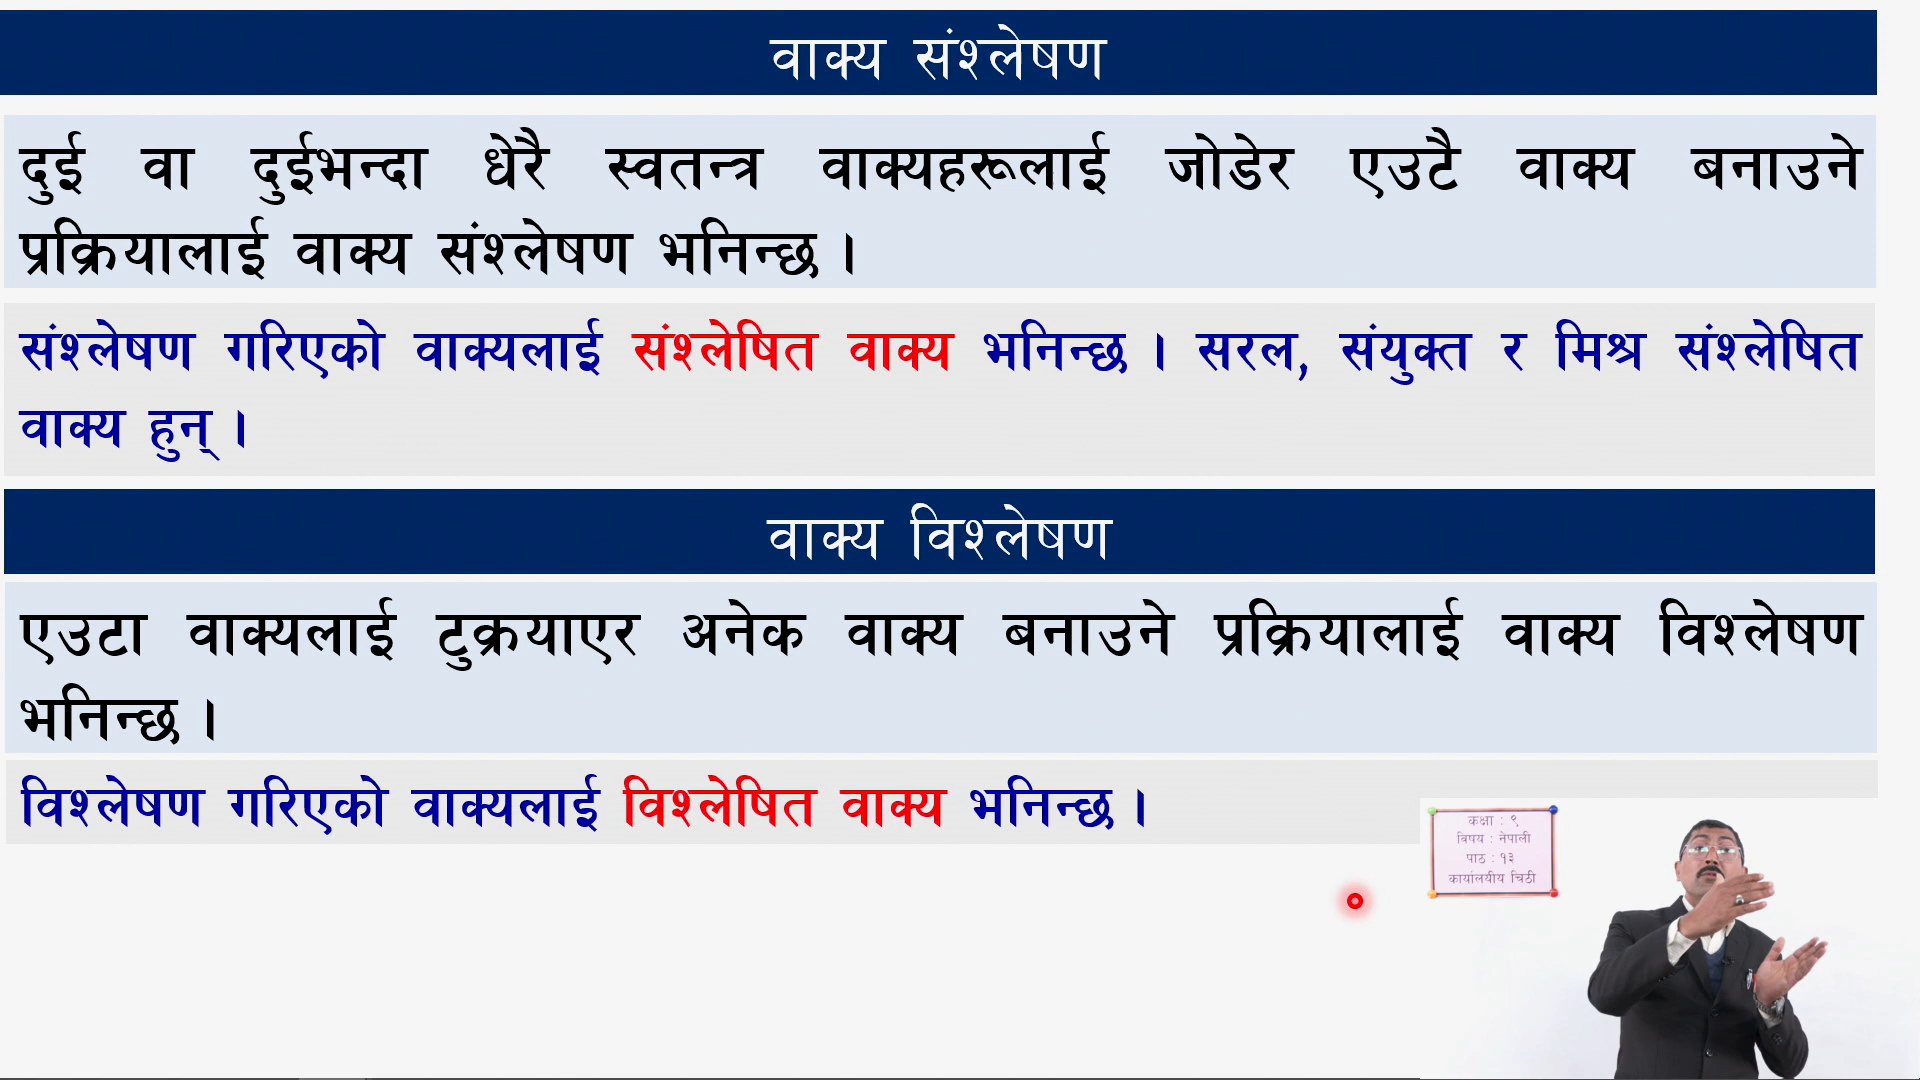 वाक्य संश्लेषण
दुई वा दुईभन्दा धेरै स्वतन्त्र वाक्यहरूलाई जोडेर एउटै वाक्य बनाउने
प्रक्रियालाई वाक्य संश्लेषण भनिन्छ ।
संश्लेषण गरिएको वाक्यलाई संश्लेषित वाक्य भनिन्छ । सरल, संयुक्त र मिश्र संश्लेषित
वाक्य हुन् ।
वाक्य विश्लेषण
एउटा वाक्यलाई टुक्रयाएर अनेक वाक्य बनाउने प्रक्रियालाई वाक्य विश्लेषण
भनिन्छ ।
विश्लेषण गरिएको वाक्यलाई विश्लेषित वाक्य भनिन्छ ।
कक्षा : ९
विषय : नेपाली
पाठ : १३
कार्यालयीय चिठी